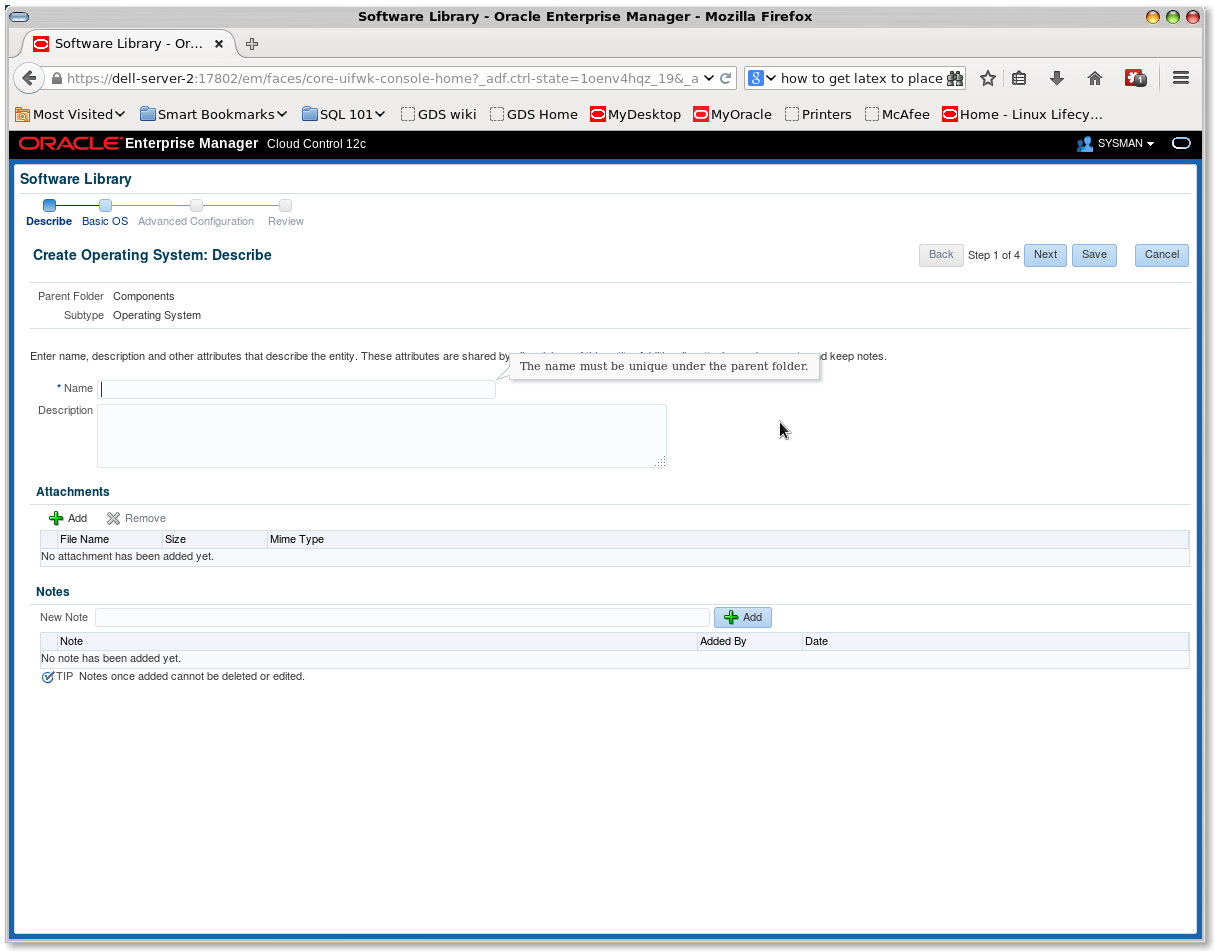 Software Library - Oracle Enterprise Manager - Mozilla Firefox
Software Library - Or...
https://dell-server-2:17802/em/faces/core-uifwk-console-home?_adf.ctrl-state=1oenv4hqz_19&_a
8 how to get latex to place
1
Most Visited Smart Bookmarks SQL 101 GDS wiki GDS Home MyDesktop MyOracle Printers McAfee Home - Linux Lifecy...
ORACLE Enterprise Manager Cloud Control 12c SYSMAN
Software Library
Describe Basic OS Advanced Configuration Review
Create Operating System: Describe Back Step 1 of 4 Next Save Cancel
Parent Folder Components
Subtype Operating System
Enter name, description and other attributes that describe the entity. These attributes are shared by keep notes.
The name must be unique under the parent folder.
* Name
Description
Attachments
Add Remove
File Name Size Mime Type
No attachment has been added yet.
Notes
New Note Add
Note Added By Date
No note has been added yet.
TIP Notes once added cannot be deleted or edited.